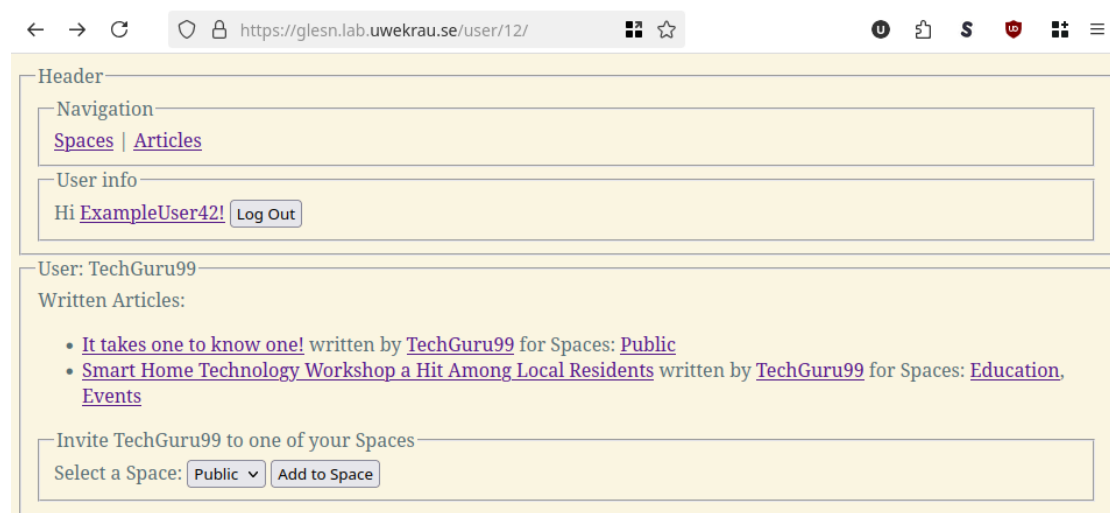 https://glesn.lab.uwekrau.se/user/12/
Header
Navigation
Spaces | Articles
User info
Hi ExampleUser42! Log Out
User: TechGuru99
Written Articles:
• It takes one to know one! written by TechGuru99 for Spaces: Public
• Smart Home Technology Workshop a Hit Among Local Residents written by TechGuru99 for Spaces: Education,
Events
Invite TechGuru99 to one of your Spaces
Select a Space: Public Add to Space